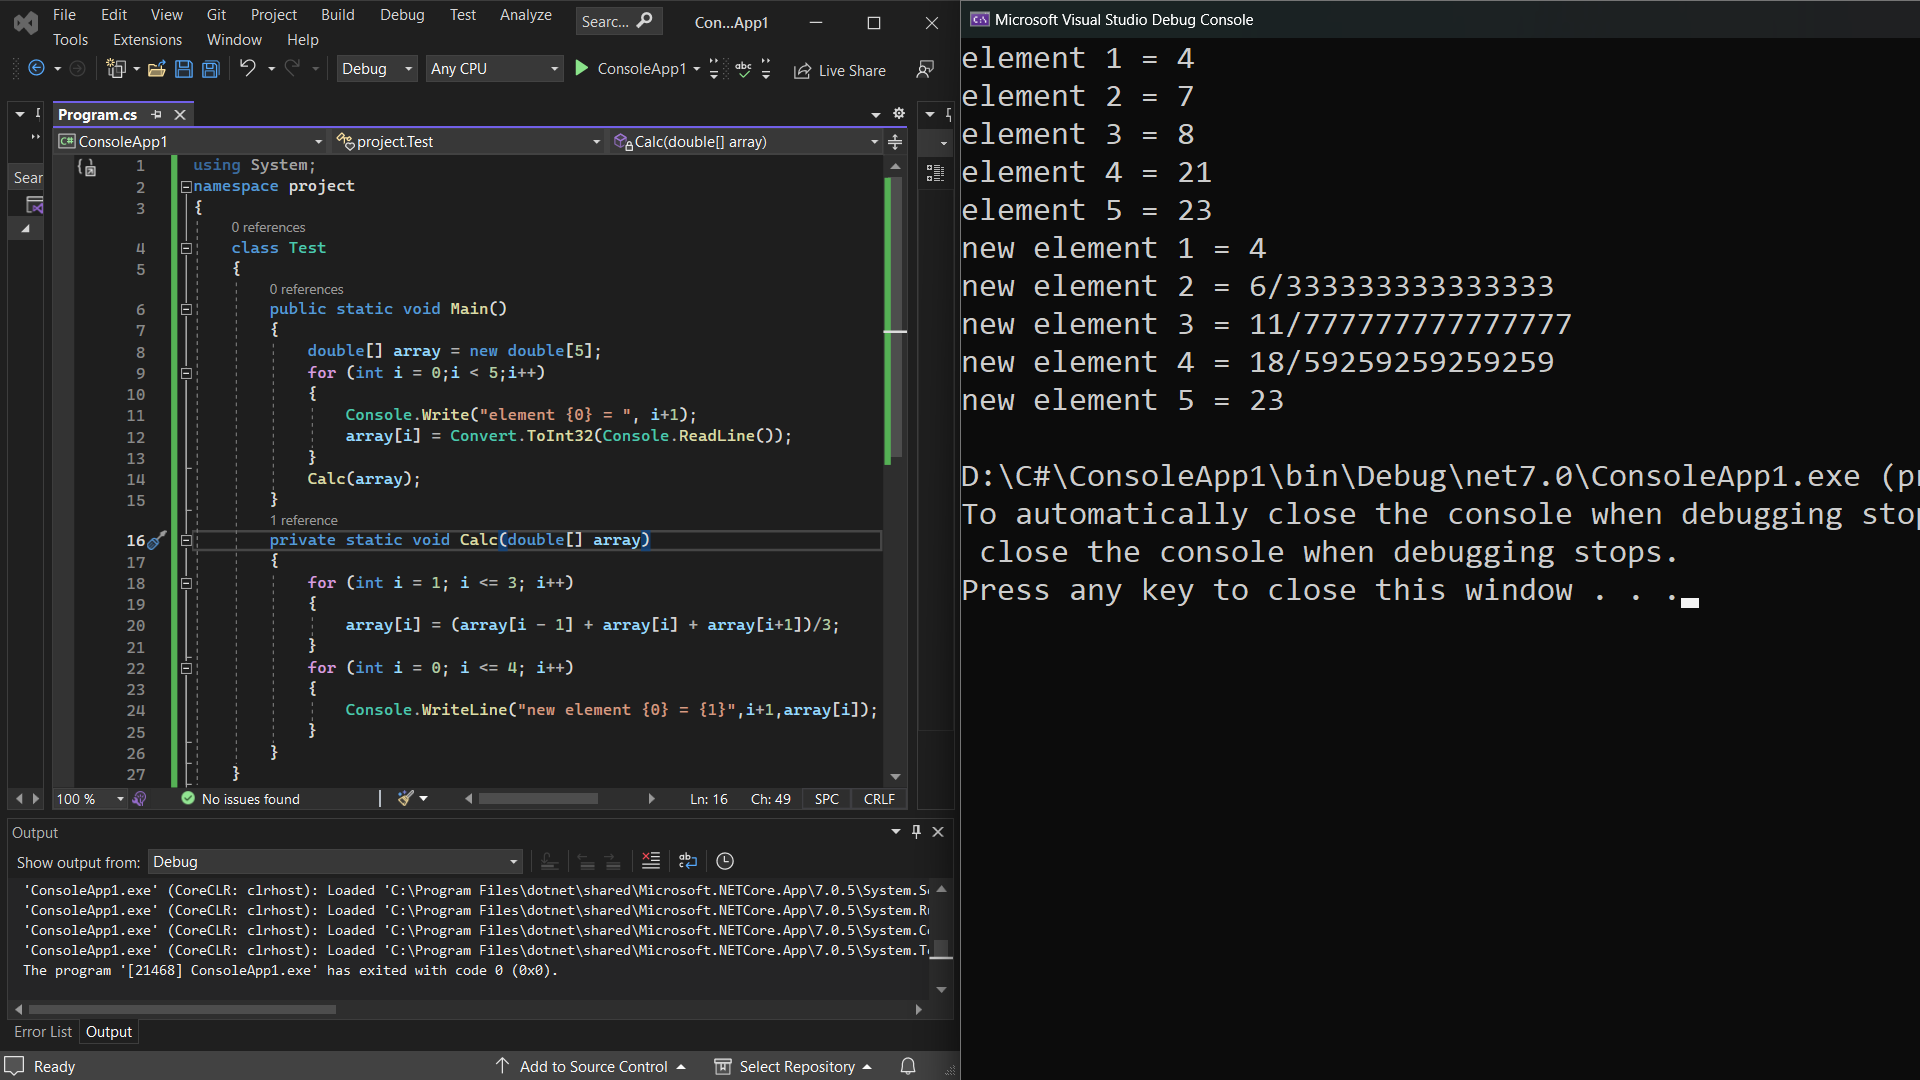 File Edit View Git Project Build Debug Test Analyze Searc... Con...App1
Tools Extensions Window Help
Debug Any CPU ConsoleApp1 abc Live Share
Program.cs
C# ConsoleApp1 project.Test Calc(double[] array)
Sear
1 using System;
2 namespace project
3 {
0 references
4 class Test
5 {
0 references
6 public static void Main()
7 {
8 double[] array = new double[5];
9 for (int i = 0;i < 5;i++)
10 {
11 Console.Write("element {0} = ", i+1);
12 array[i] = Convert.ToInt32(Console.ReadLine());
13 }
14 Calc(array);
15 }
1 reference
16 private static void Calc(double[] array)
17 {
18 for (int i = 1; i <= 3; i++)
19 {
20 array[i] = (array[i - 1] + array[i] + array[i+1])/3;
21 }
22 for (int i = 0; i <= 4; i++)
23 {
24 Console.WriteLine("new element {0} = {1}",i+1,array[i]);
25 }
26 }
27 }
100 % No issues found Ln: 16 Ch: 49 SPC CRLF
Output
Show output from: Debug
'ConsoleApp1.exe' (CoreCLR: clrhost): Loaded 'C:\Program Files\dotnet\shared\Microsoft.NETCore.App\7.0.5\System.S
'ConsoleApp1.exe' (CoreCLR: clrhost): Loaded 'C:\Program Files\dotnet\shared\Microsoft.NETCore.App\7.0.5\System.R
'ConsoleApp1.exe' (CoreCLR: clrhost): Loaded 'C:\Program Files\dotnet\shared\Microsoft.NETCore.App\7.0.5\System.C
'ConsoleApp1.exe' (CoreCLR: clrhost): Loaded 'C:\Program Files\dotnet\shared\Microsoft.NETCore.App\7.0.5\System.T
The program '[21468] ConsoleApp1.exe' has exited with code 0 (0x0).
Error List Output
Ready Add to Source Control Select Repository
Microsoft Visual Studio Debug Console
element 1 = 4
element 2 = 7
element 3 = 8
element 4 = 21
element 5 = 23
new element 1 = 4
new element 2 = 6/333333333333333
new element 3 = 11/777777777777777
new element 4 = 18/59259259259259
new element 5 = 23
D:\C#\ConsoleApp1\bin\Debug\net7.0\ConsoleApp1.exe (pr
To automatically close the console when debugging stop
close the console when debugging stops.
Press any key to close this window . . .